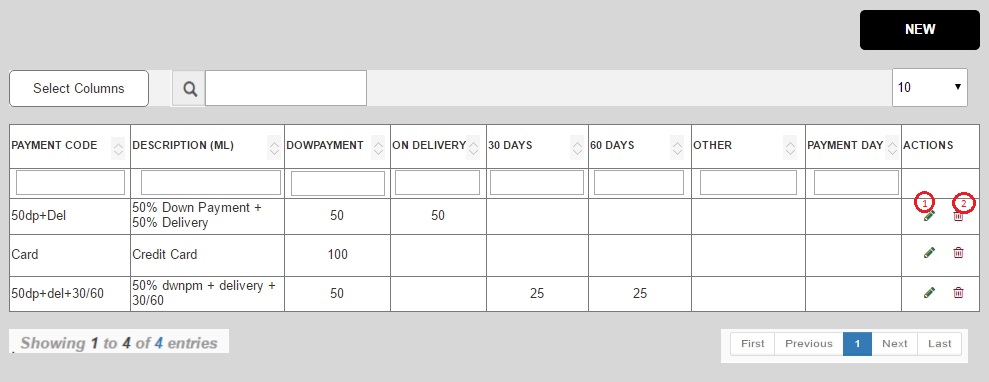 NEW
Select Columns
10
PAYMENT CODE DESCRIPTION (ML) DOWPAYMENT ON DELIVERY 30 DAYS 60 DAYS OTHER PAYMENT DAY ACTIONS
1 2
50dp+Del 50% Down Payment + 50 50
50% Delivery
Card Credit Card 100
50dp+del+30/60 50% dwnpm + delivery + 50 25 25
30/60
. Showing 1 to 4 of 4 entries
First Previous 1 Next Last